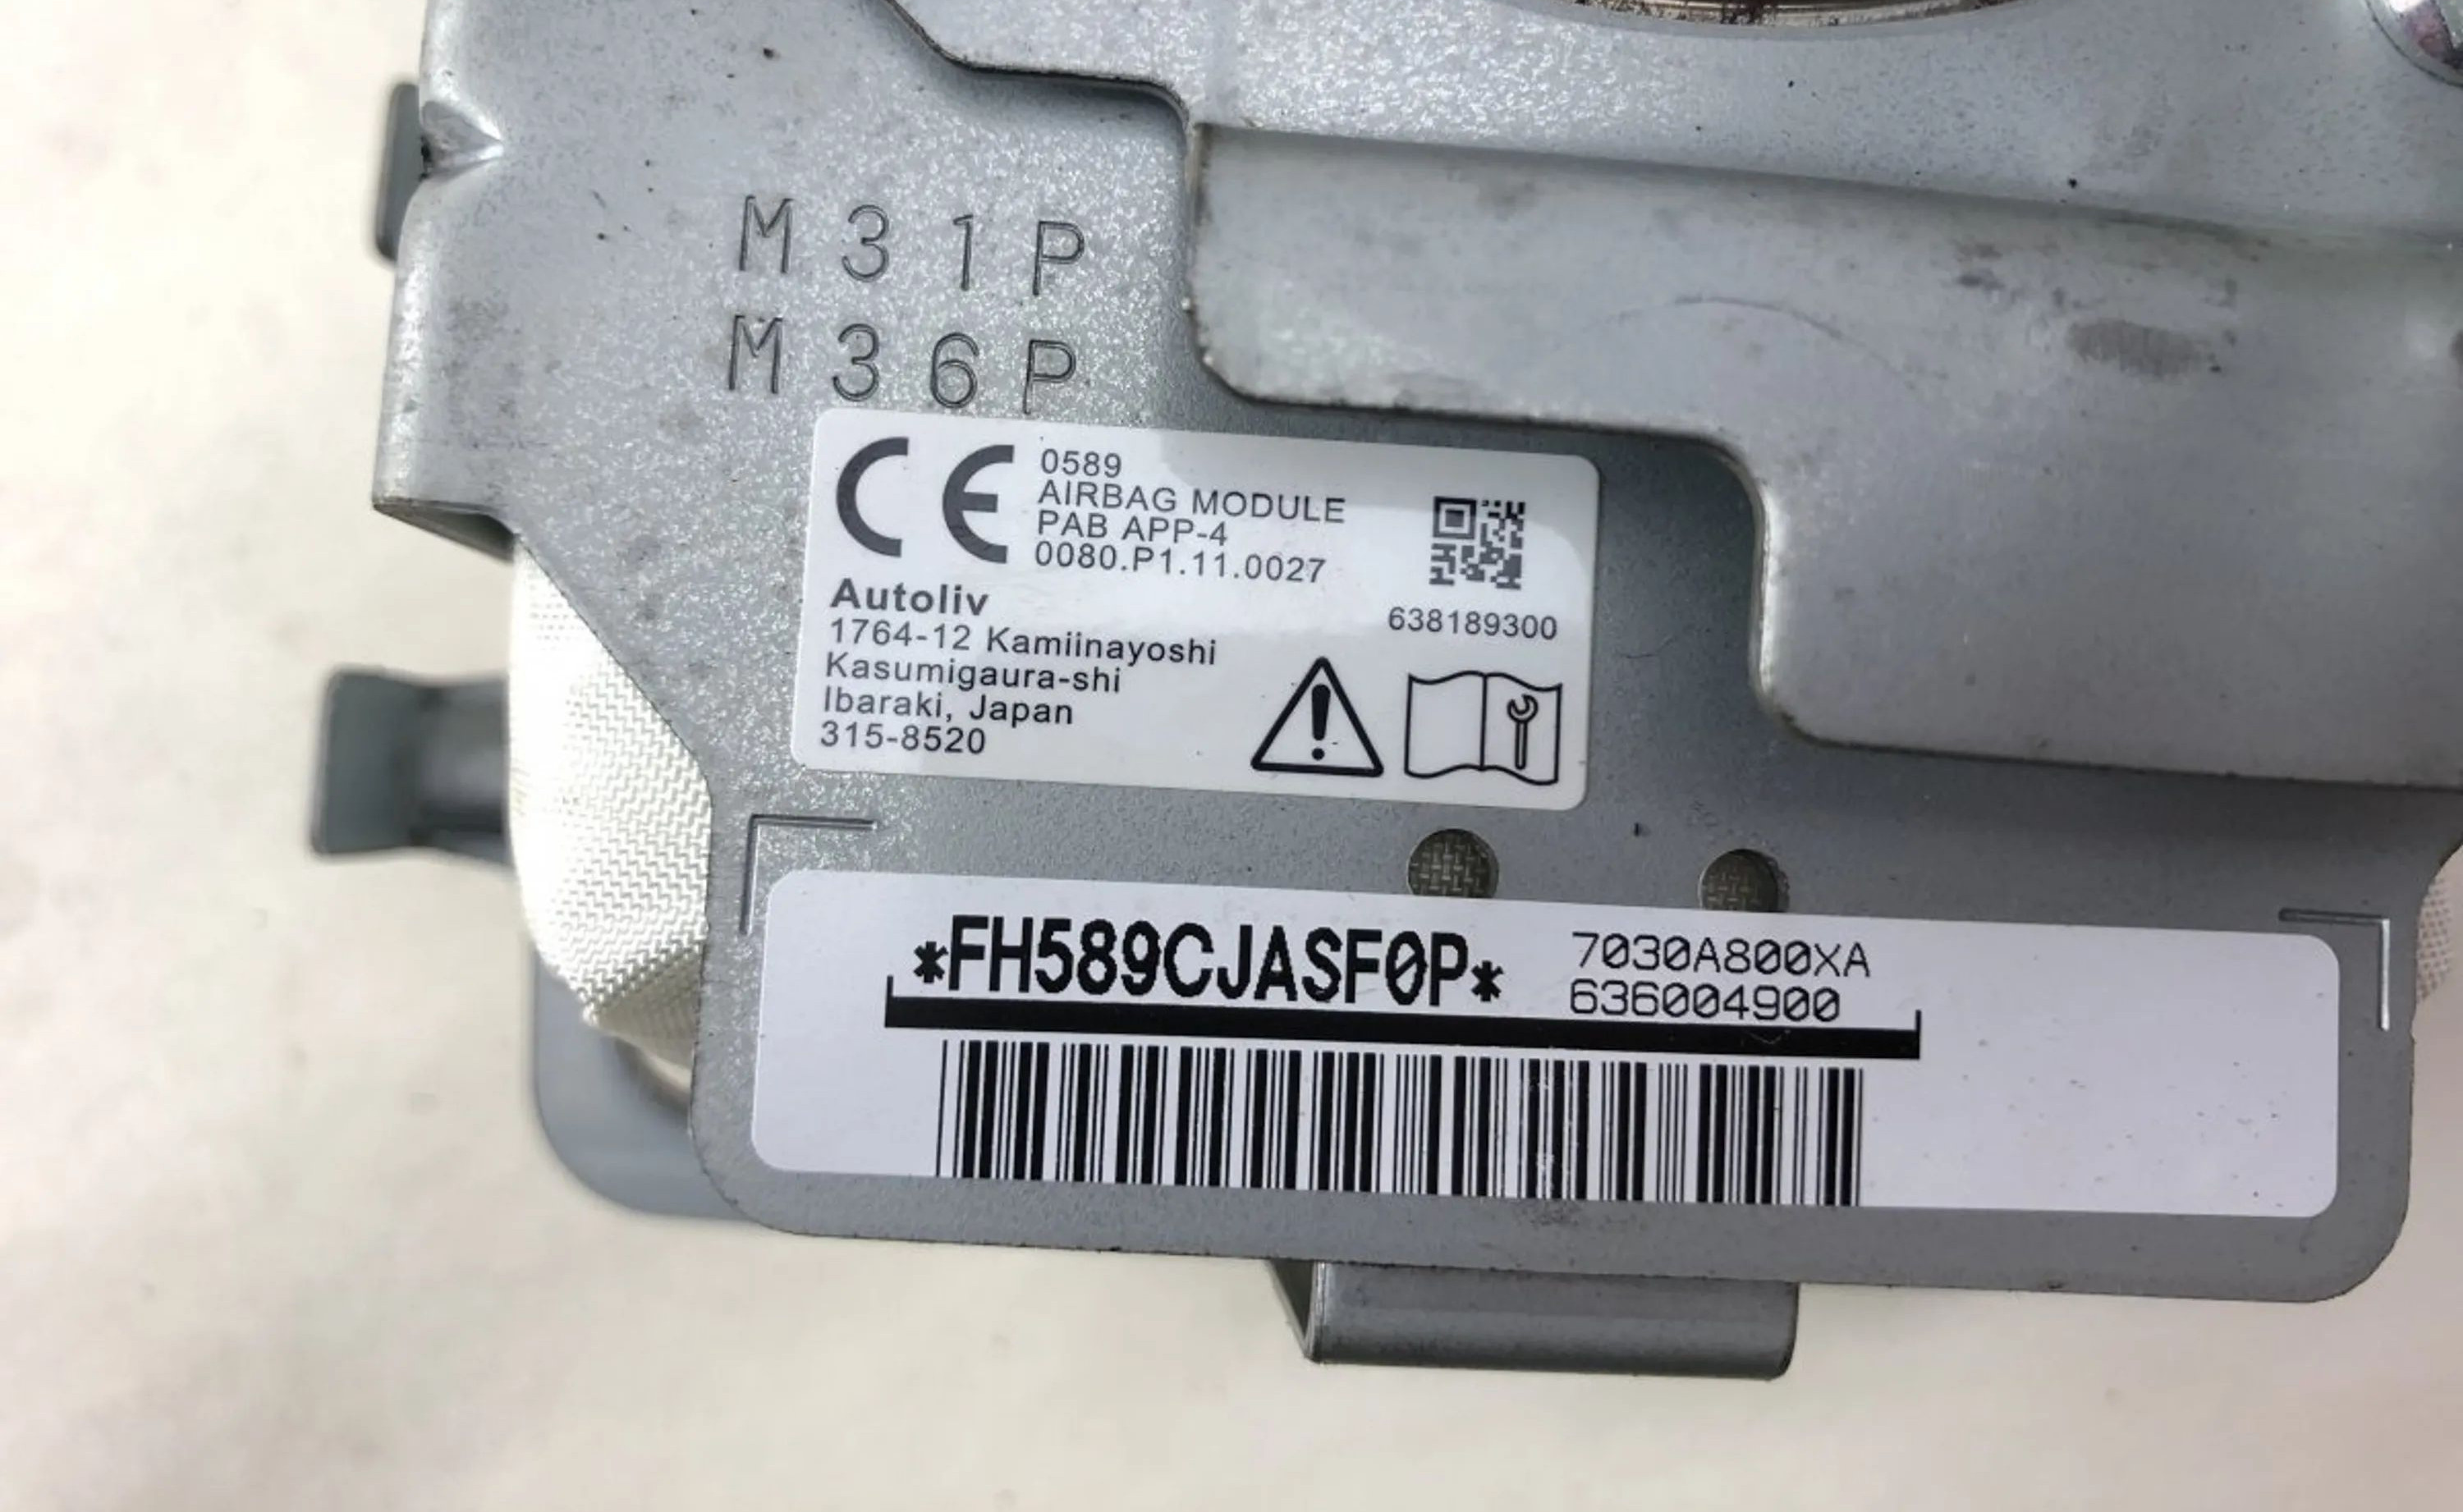 M31P
M36P
CE 0589
AIRBAG MODULE
PAB APP-4
0080.P1.11.0027
638189300
Autoliv
1764-12 Kamiinayoshi
Kasumigaura-shi
Ibaraki, Japan
315-8520
*FH589CJASF0P* 7030A800XA
636004900